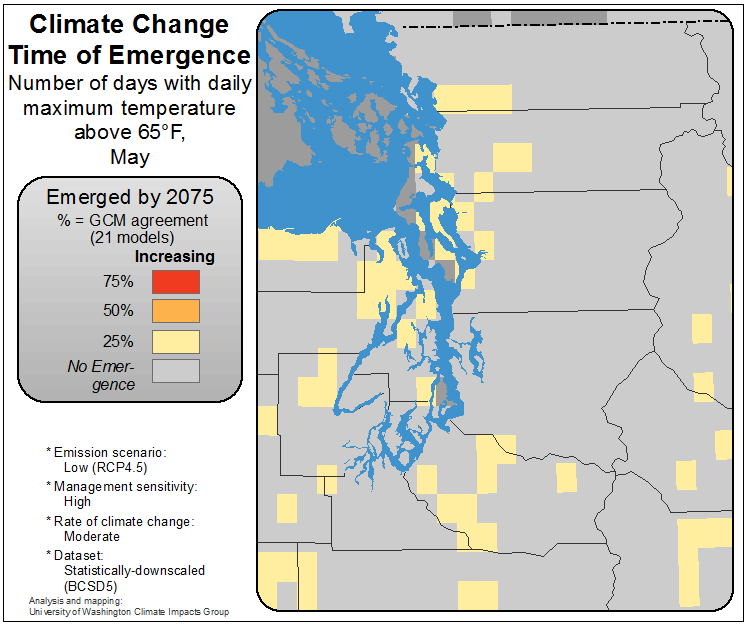 Climate Change
Time of Emergence
Number of days with daily
maximum temperature
above 65°F,
May
Emerged by 2075
% = GCM agreement
(21 models)
Increasing
75%
50%
25%
No Emer-
gence
* Emission scenario:
Low (RCP4.5)
* Management sensitivity:
High
* Rate of climate change:
Moderate
* Dataset:
Statistically-downscaled
(BCSD5)
Analysis and mapping:
University of Washington Climate Impacts Group